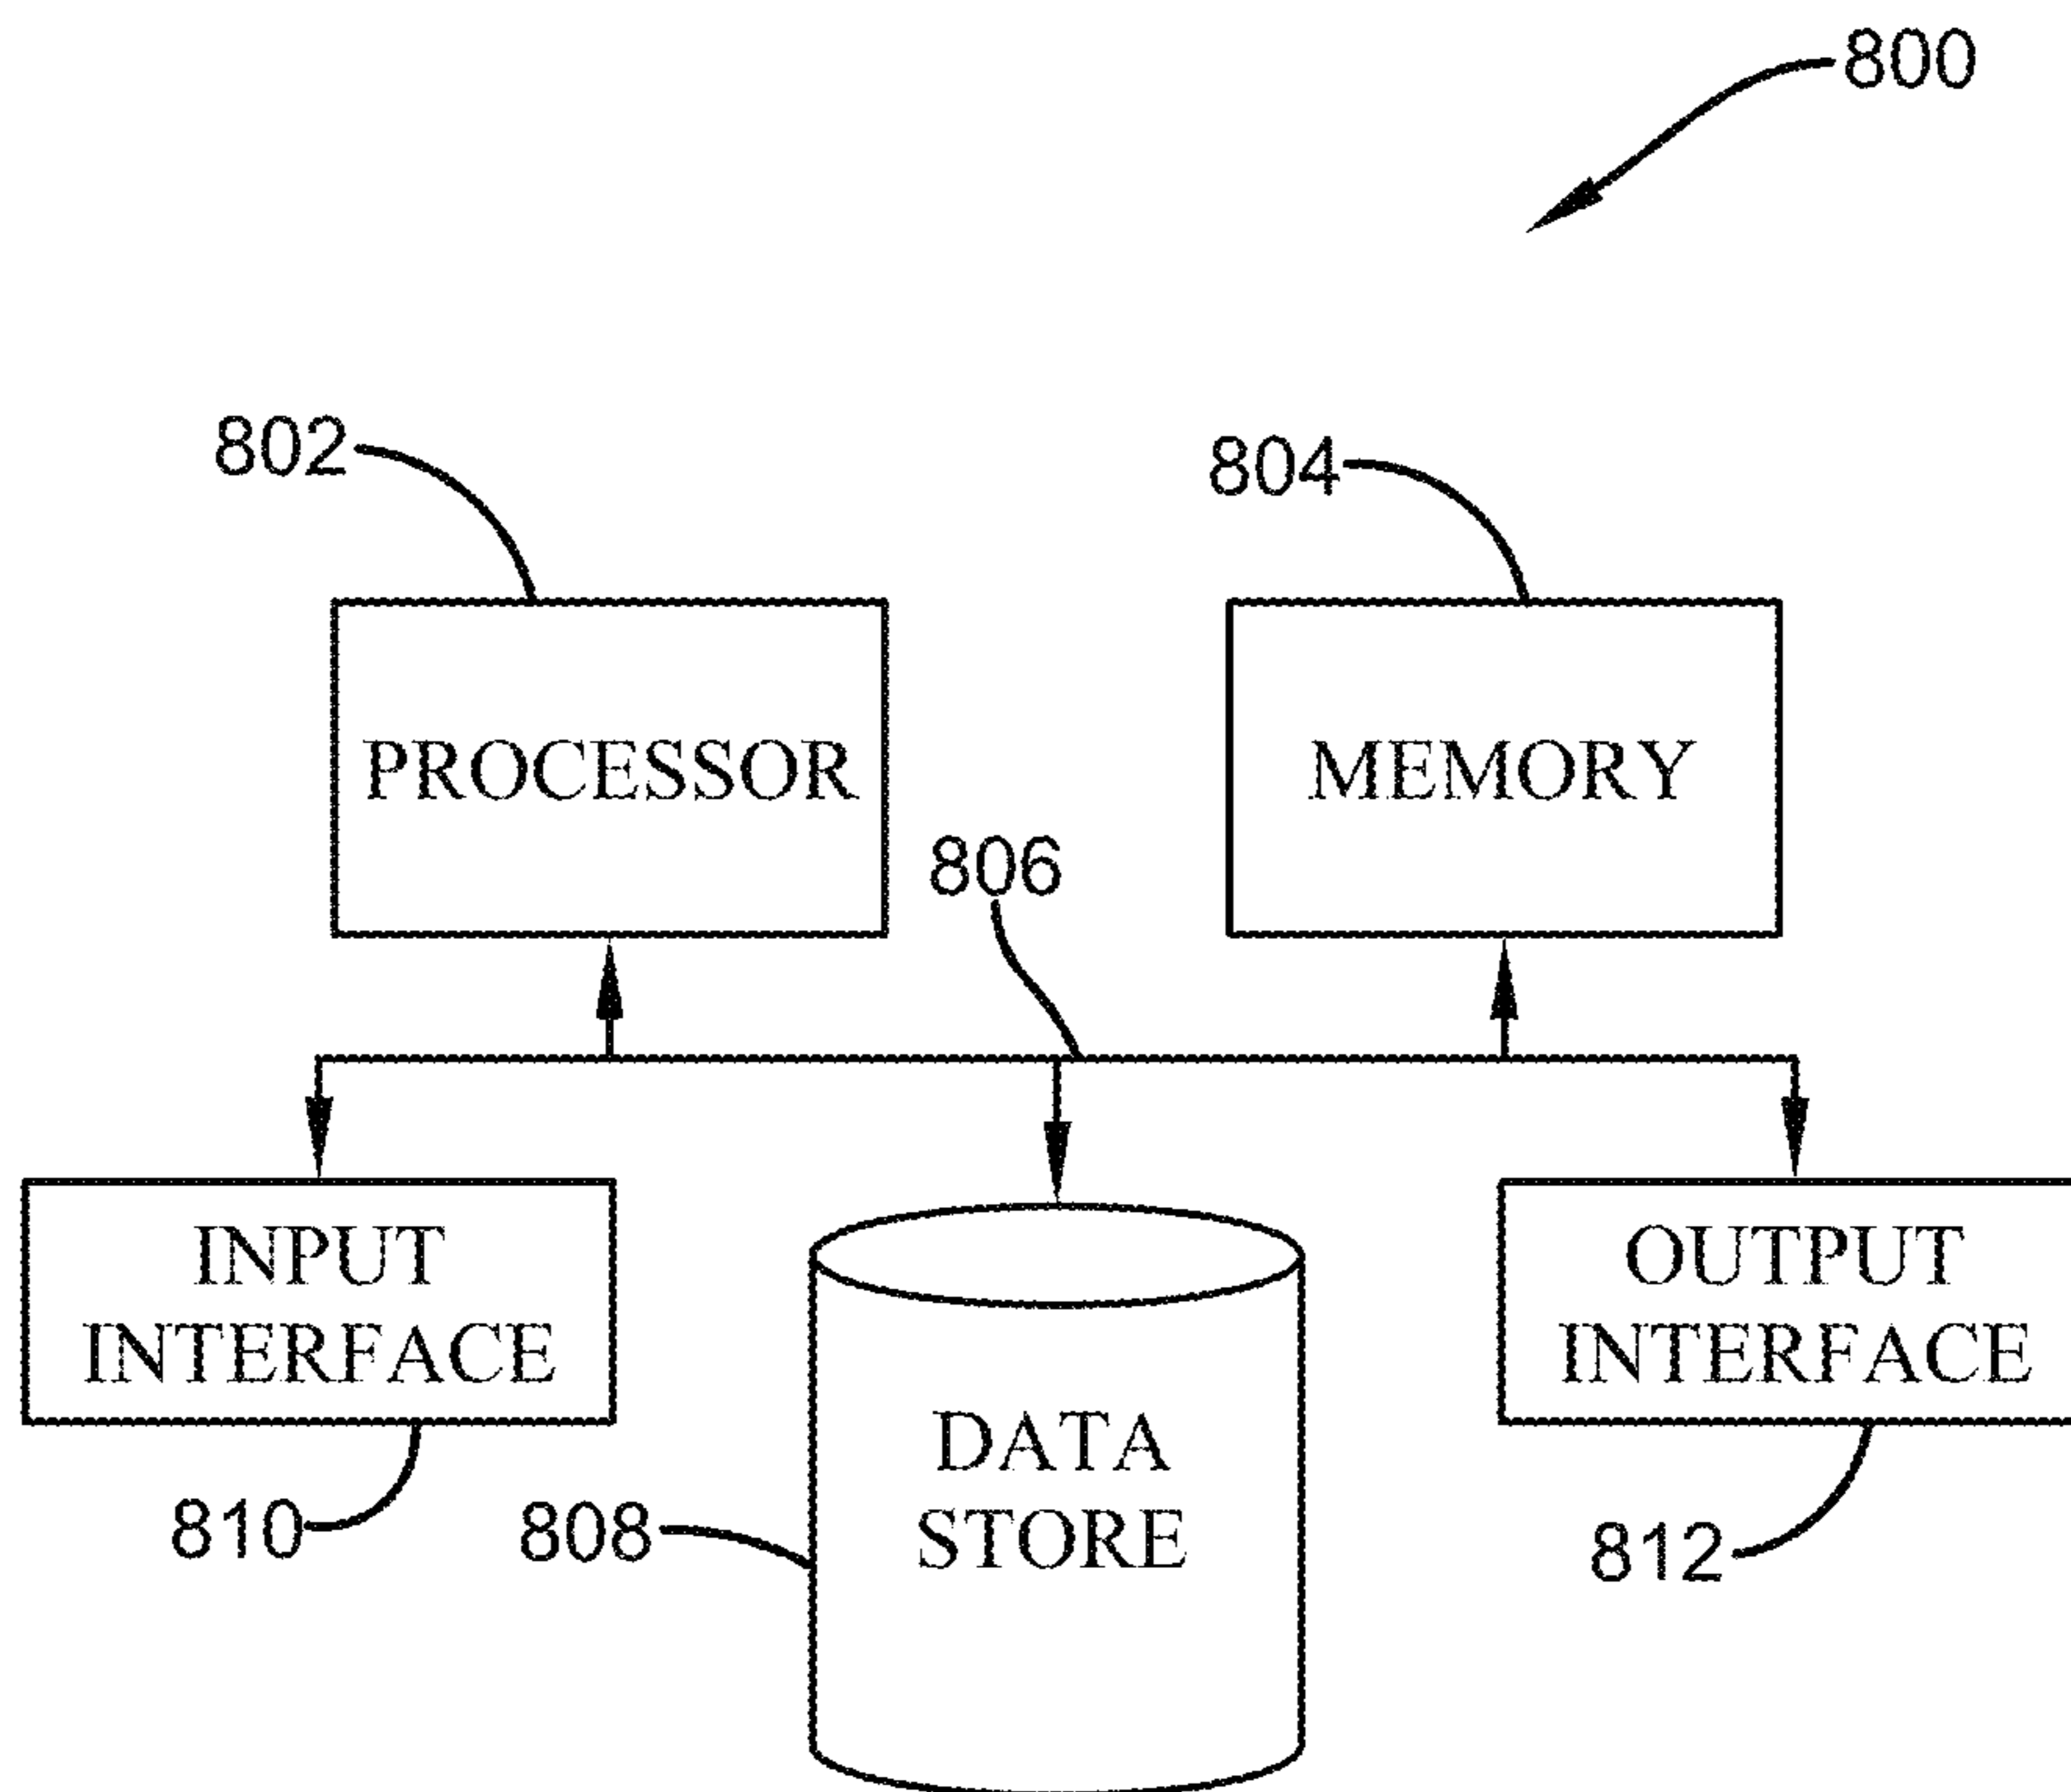 800
802
804
PROCESSOR
MEMORY
806
INPUT
INTERFACE
OUTPUT
INTERFACE
DATA
STORE
810
808
812